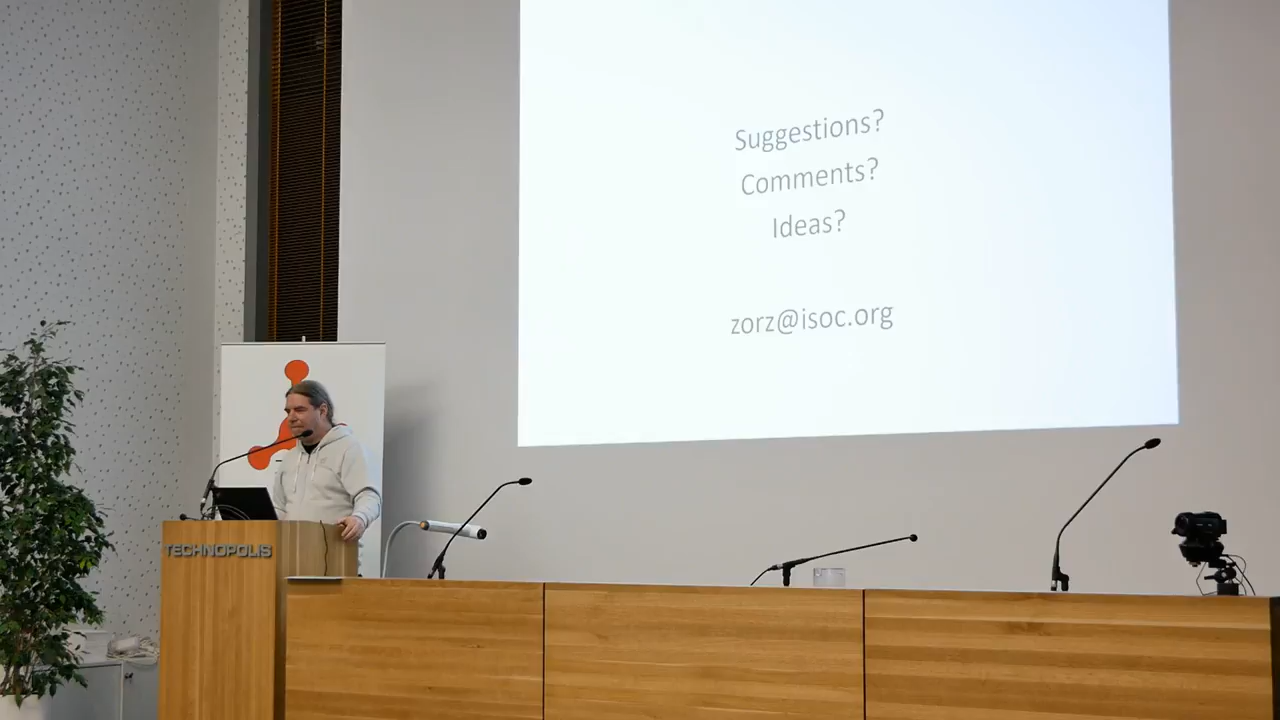 Suggestions?
Comments?
Ideas?
zorz@isoc.org
TECHNOPOLIS